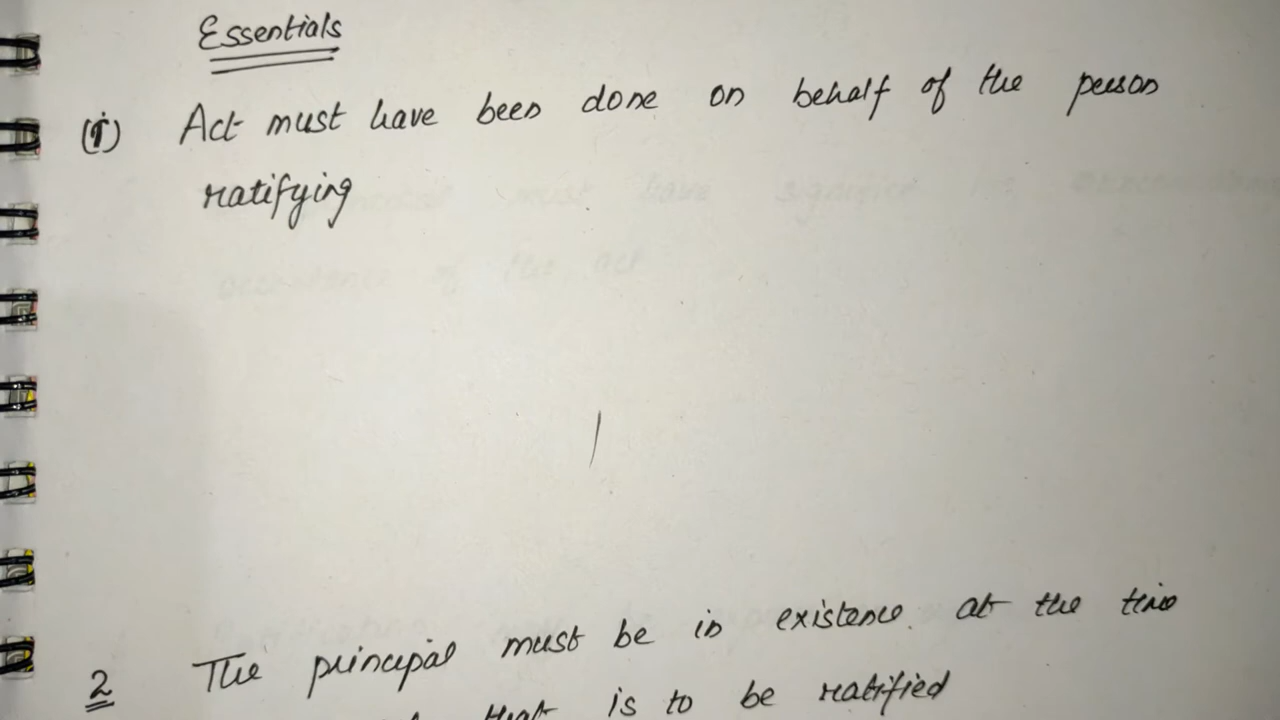 Essentials
(i) Act must have been done on behalf of the person
ratifying
2 The principal must be in existence at the time
that is to be ratified